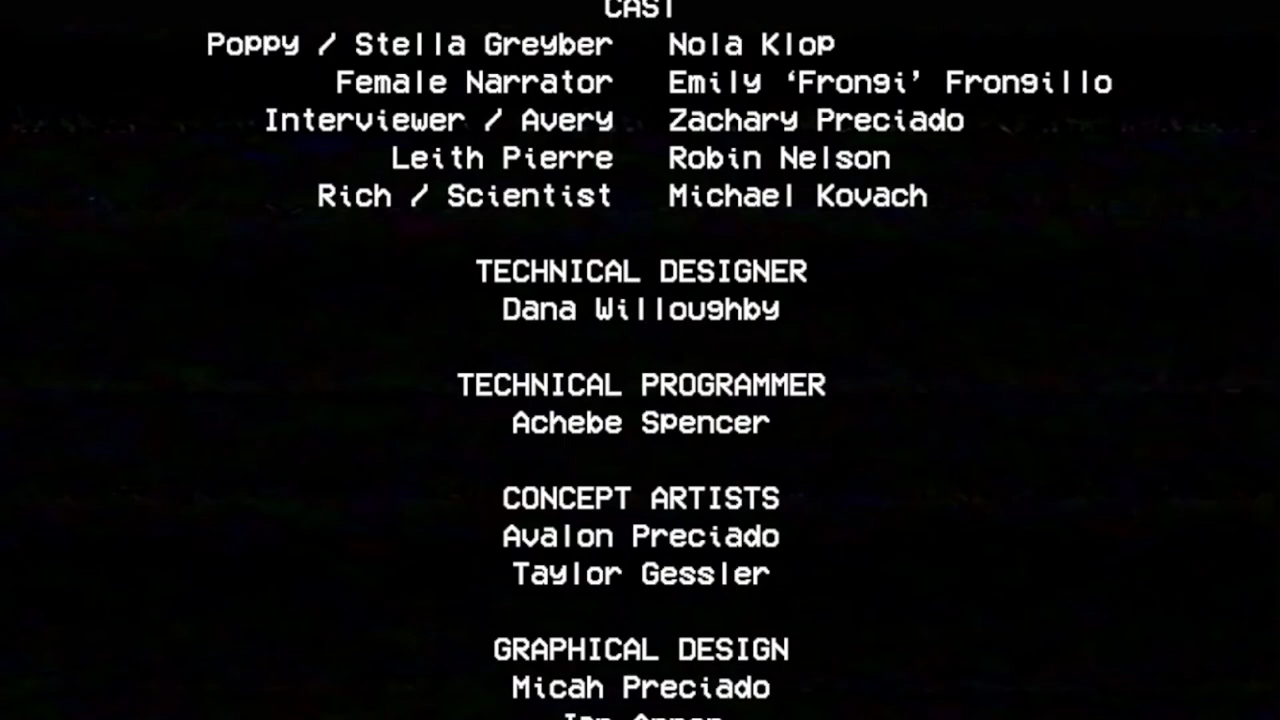 CAST
Poppy / Stella Greyber Nola Klop
Female Narrator Emily ‘Frongi’ Frongillo
Interviewer / Avery Zachary Preciado
Leith Pierre Robin Nelson
Rich / Scientist Michael Kovach
TECHNICAL DESIGNER
Dana Willoughby
TECHNICAL PROGRAMMER
Achebe Spencer
CONCEPT ARTISTS
Avalon Preciado
Taylor Gessler
GRAPHICAL DESIGN
Micah Preciado